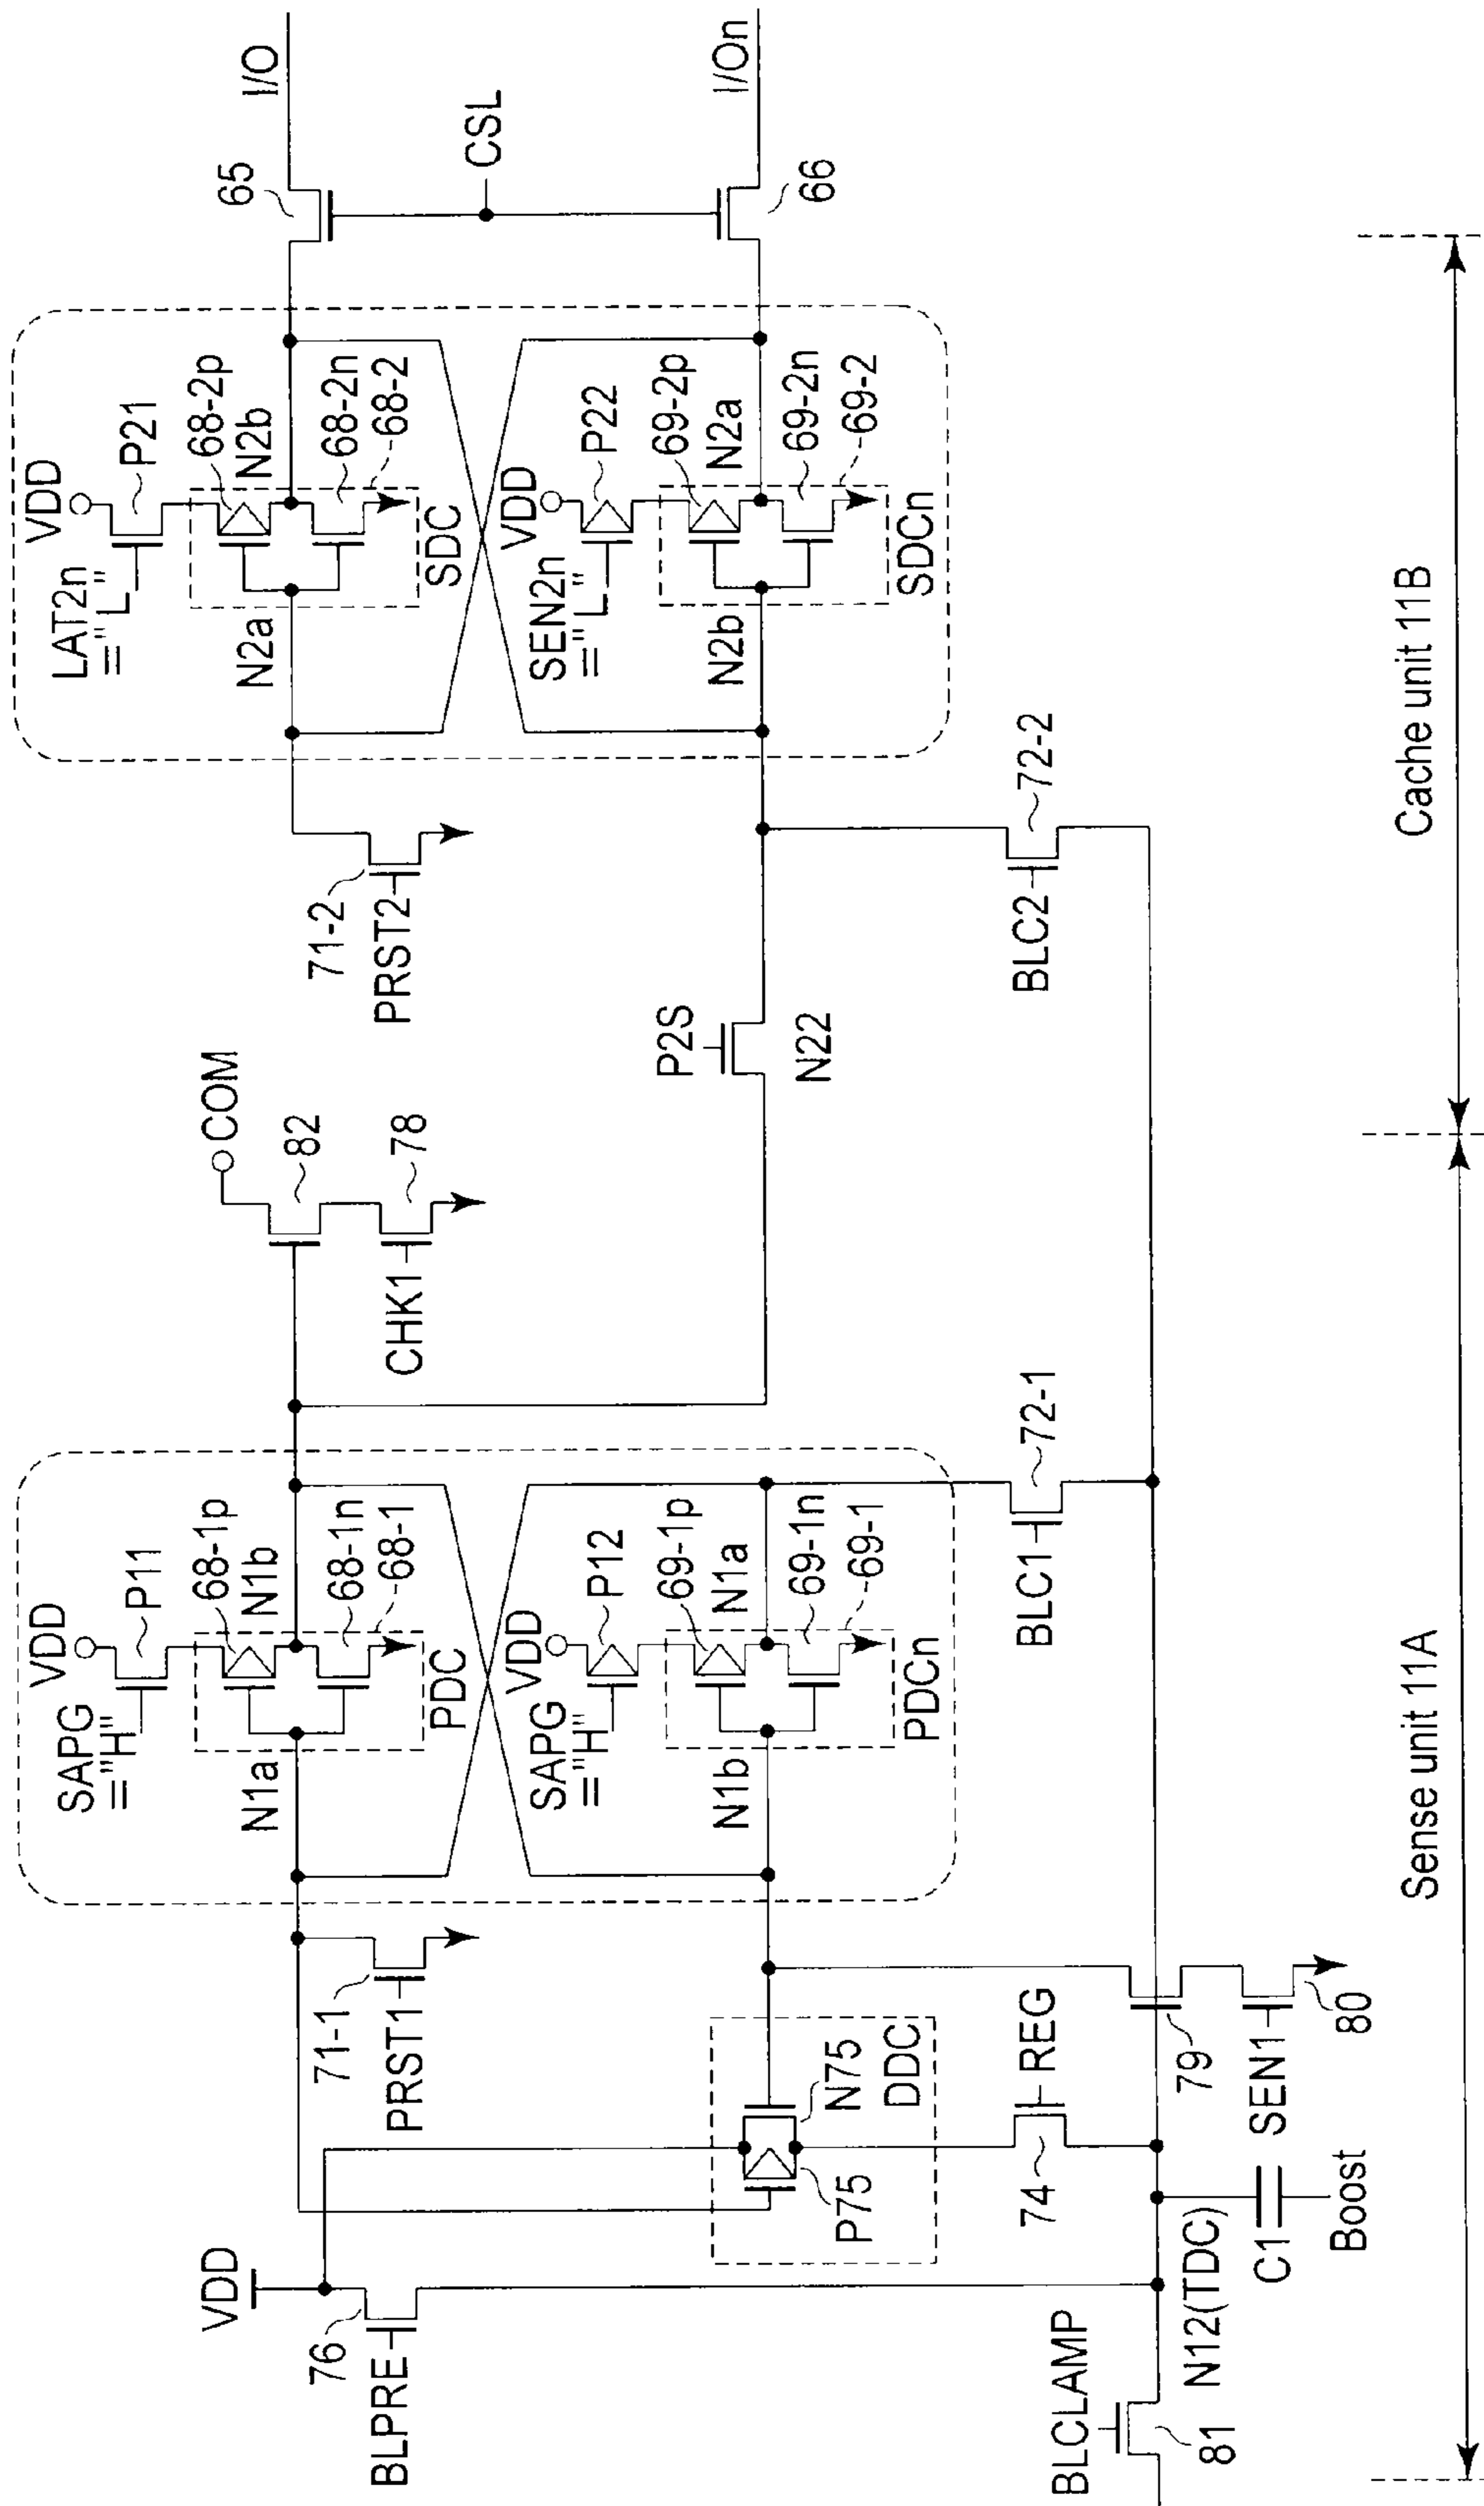 VDD
BLPRE
76
BLCLAMP
81
N12(TDC)
C1
Boost
P75
N75
DDC
74
REG
79
SEN1
80
71-1
PRST1
SAPG
="H"
VDD
P11
68-1p
N1a
N1b
68-1n
68-1
PDC
SAPG
="H"
VDD
P12
69-1p
N1b
N1a
69-1n
69-1
PDCn
BLC1
72-1
COM
82
CHK1
78
P2S
N22
71-2
PRST2
BLC2
72-2
LAT2n
="L"
VDD
P21
68-2p
N2a
N2b
68-2n
68-2
SDC
SEN2n
="L"
VDD
P22
69-2p
N2b
N2a
69-2n
69-2
SDCn
65
I/O
CSL
66
I/On
Sense unit 11A
Cache unit 11B